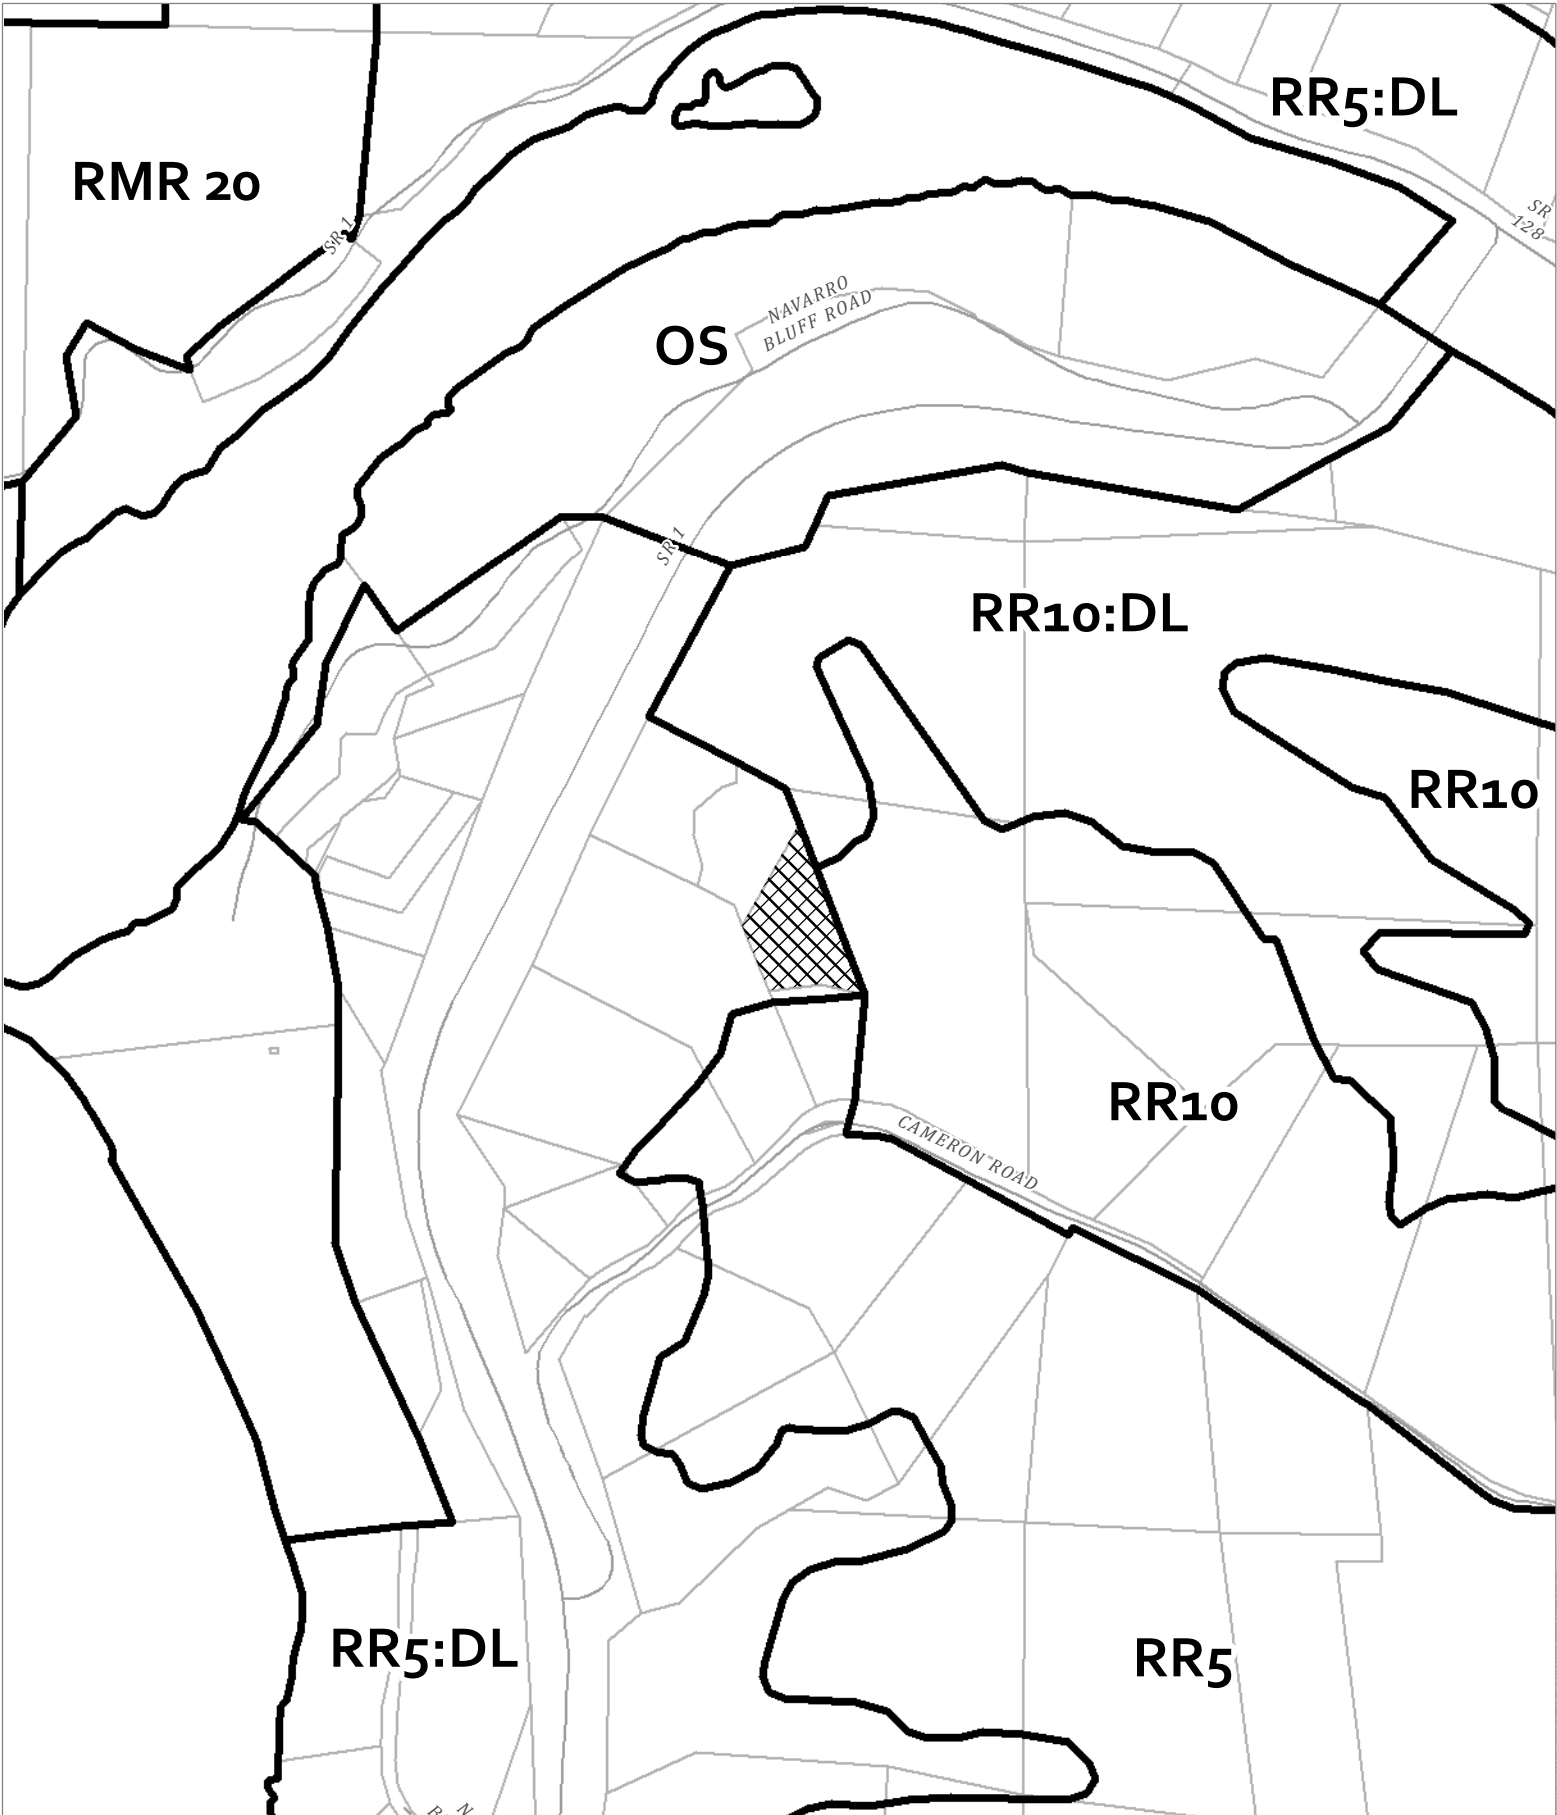 RR5:DL
RMR 20
SR 1
SR
128
NAVARRO
BLUFF ROAD
OS
SR 1
RR10:DL
RR10
RR10
CAMERON ROAD
RR5:DL
RR5